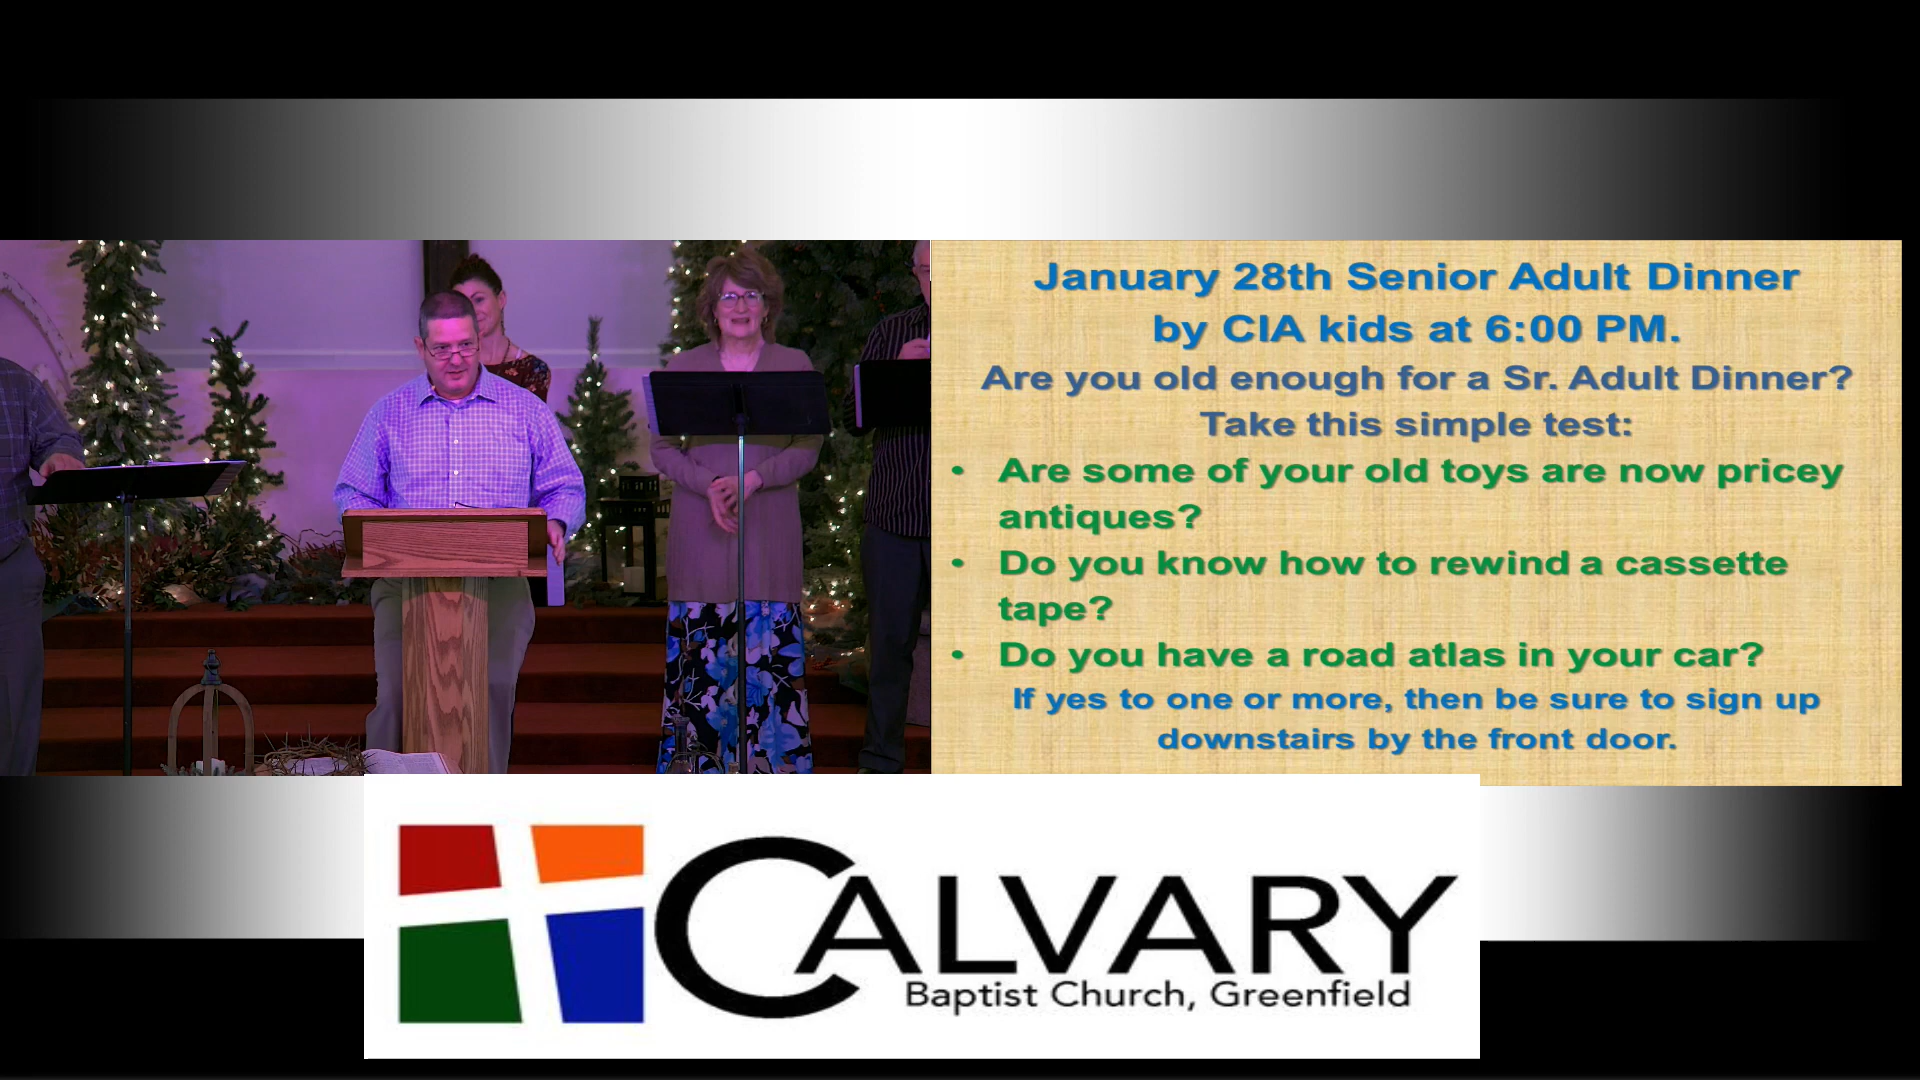 January 28th Senior Adult Dinner
by CIA kids at 6:00 PM.
Are you old enough for a Sr. Adult Dinner?
Take this simple test:
• Are some of your old toys are now pricey
antiques?
• Do you know how to rewind a cassette
tape?
• Do you have a road atlas in your car?
If yes to one or more, then be sure to sign up
downstairs by the front door.
CALVARY
Baptist Church, Greenfield